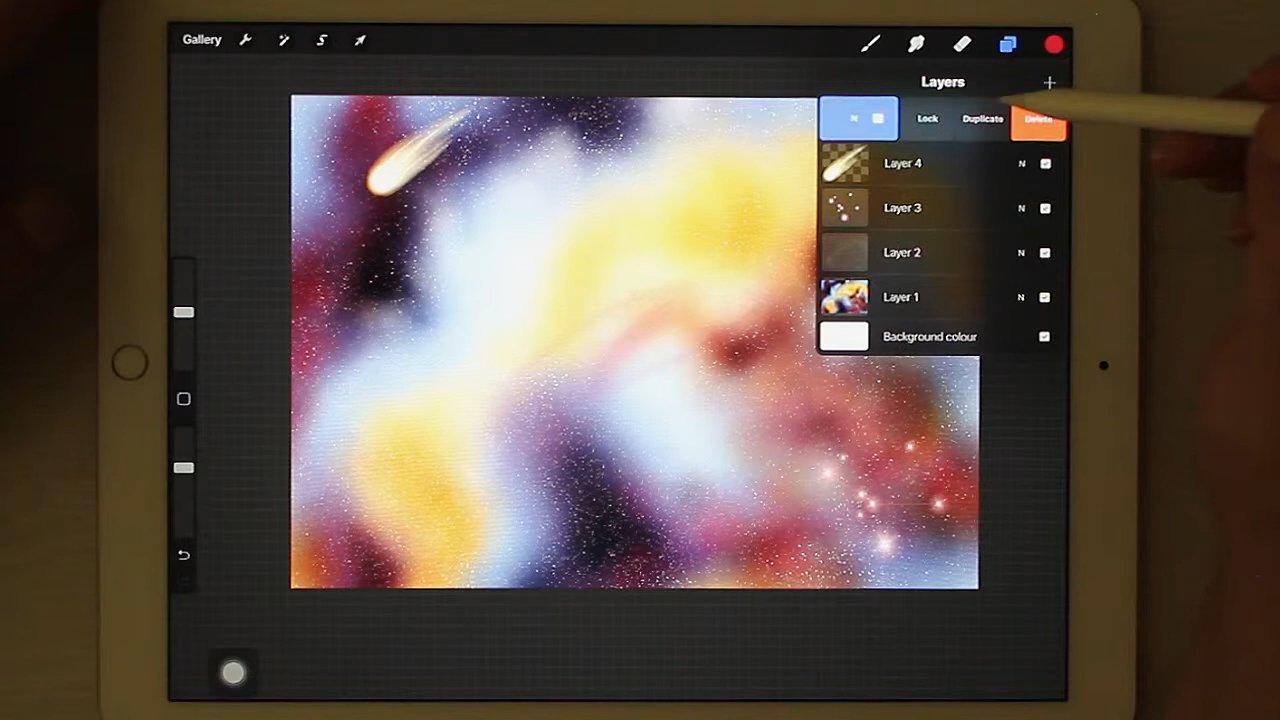 Gallery
Layers
N Lock Duplicate Delete
Layer 4 N
Layer 3 N
Layer 2 N
Layer 1 N
Background colour